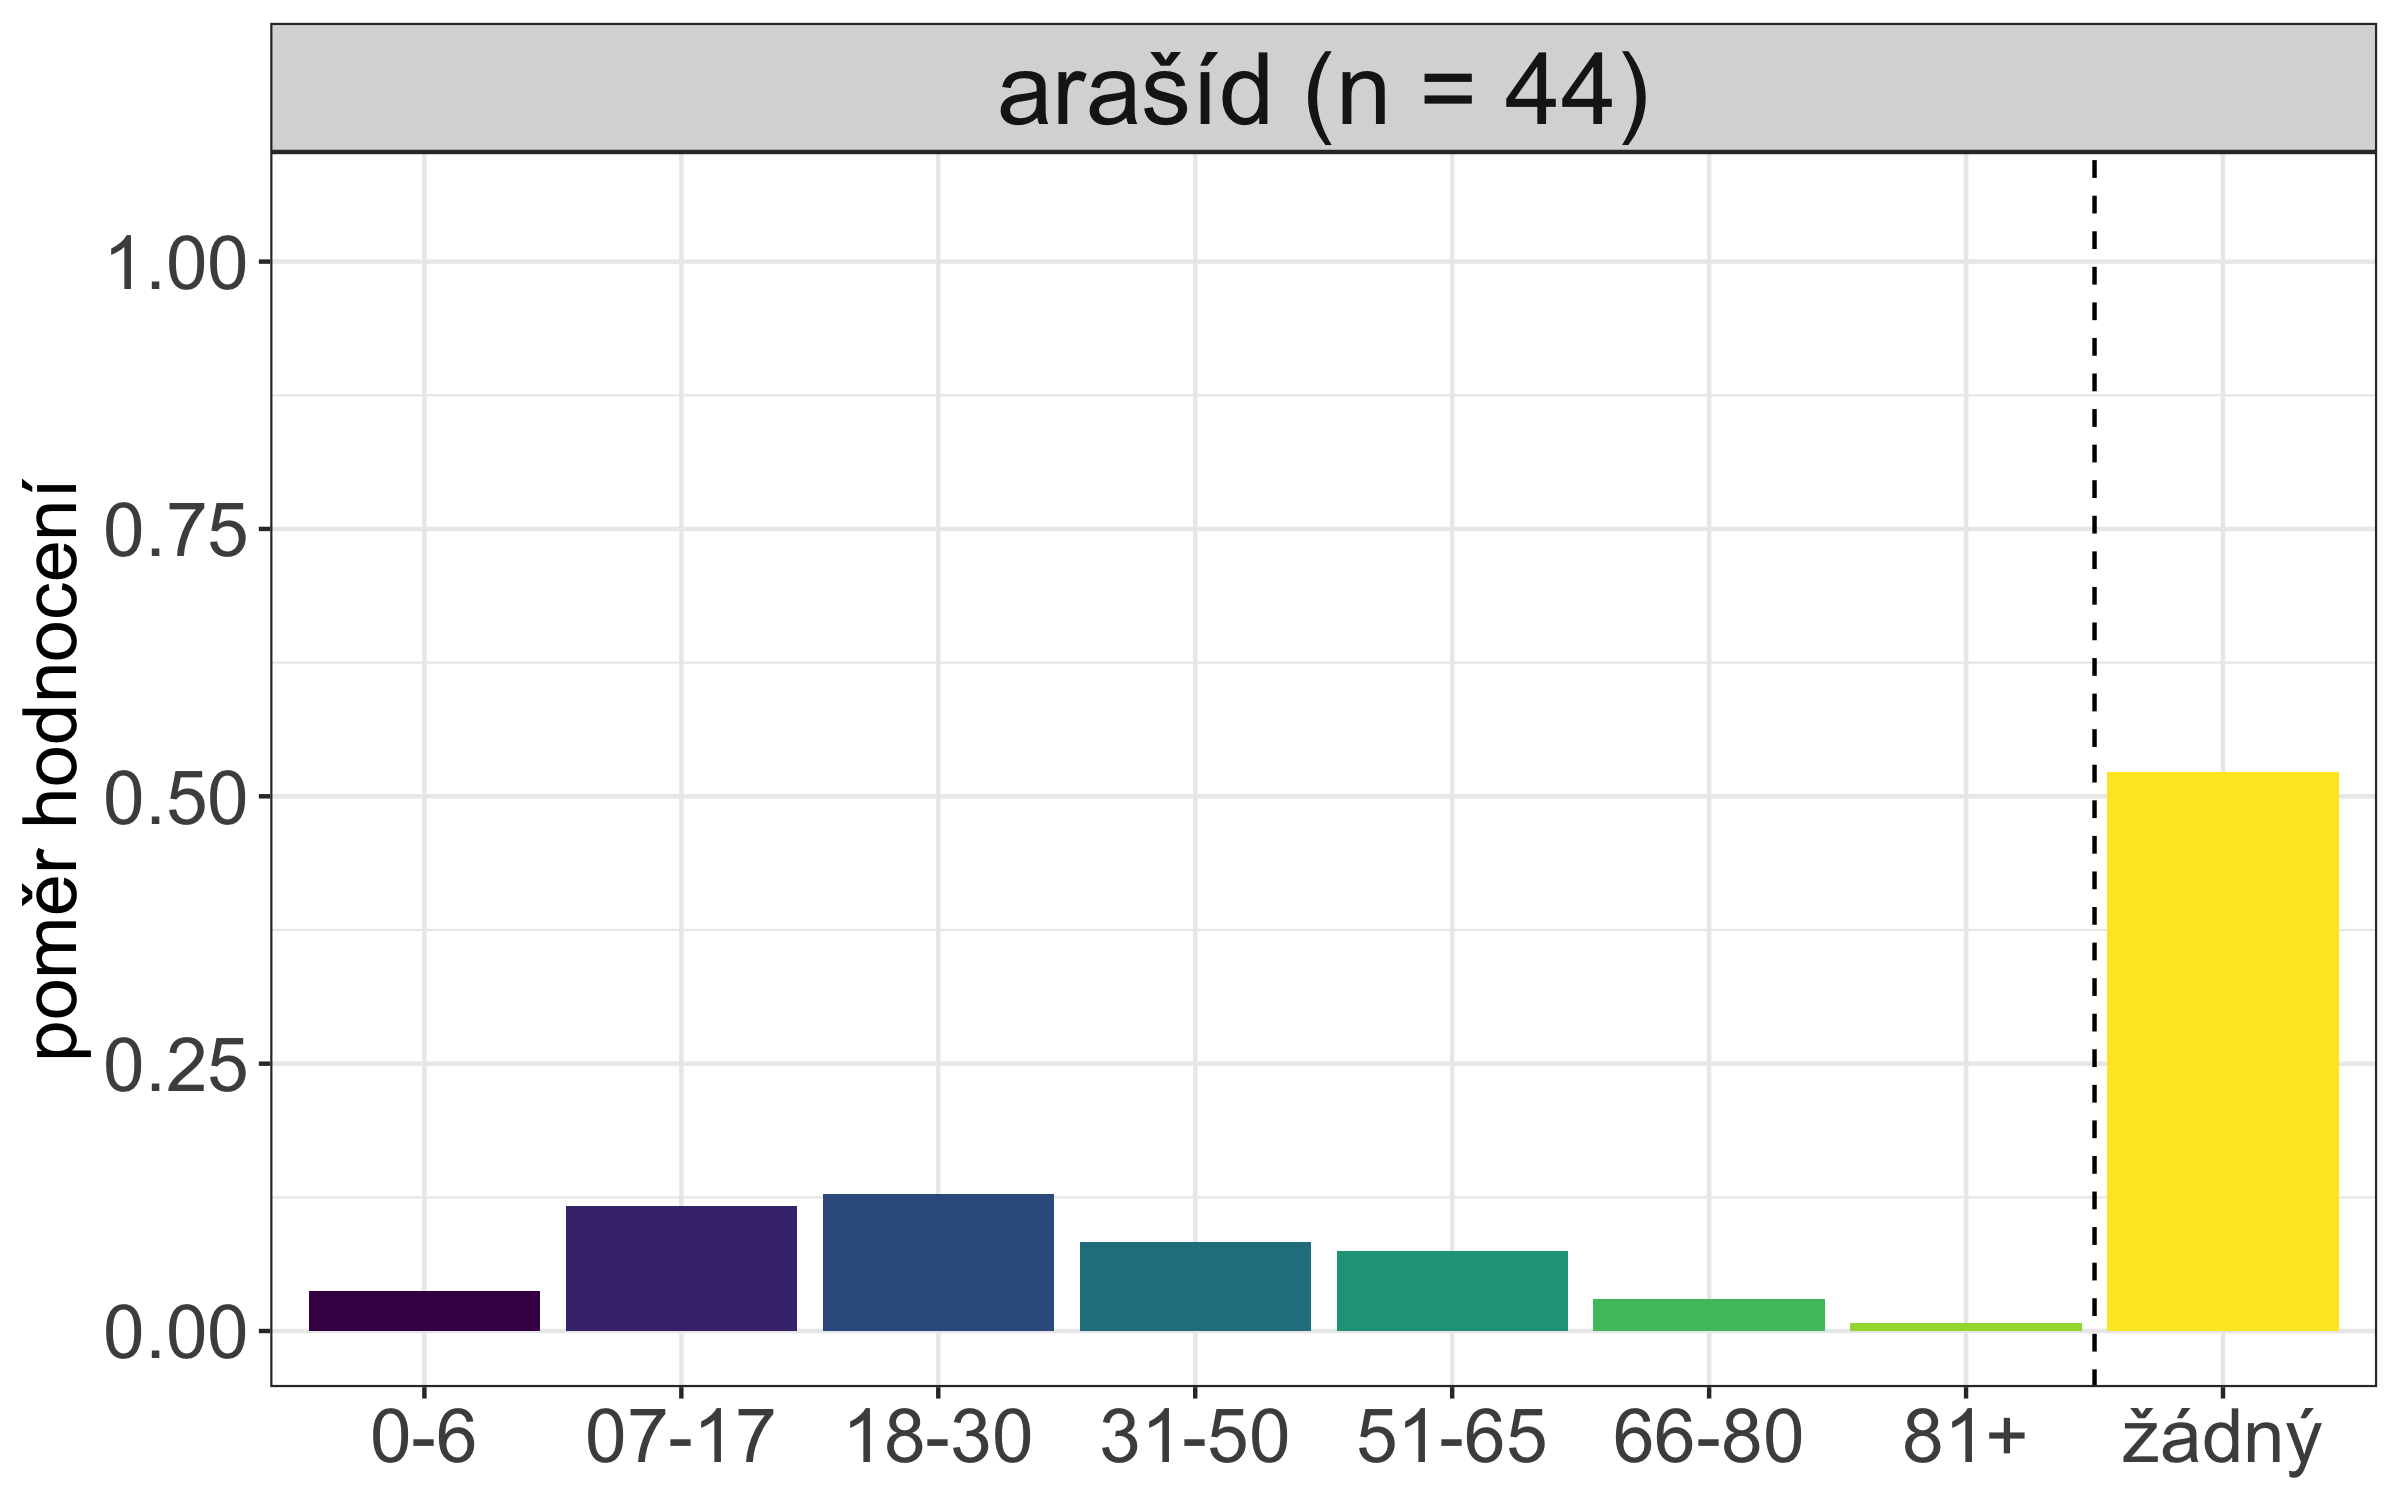 arašíd (n = 44)
poměr hodnocení
1.00
0.75
0.50
0.25
0.00
0-6 07-17 18-30 31-50 51-65 66-80 81+ žádný